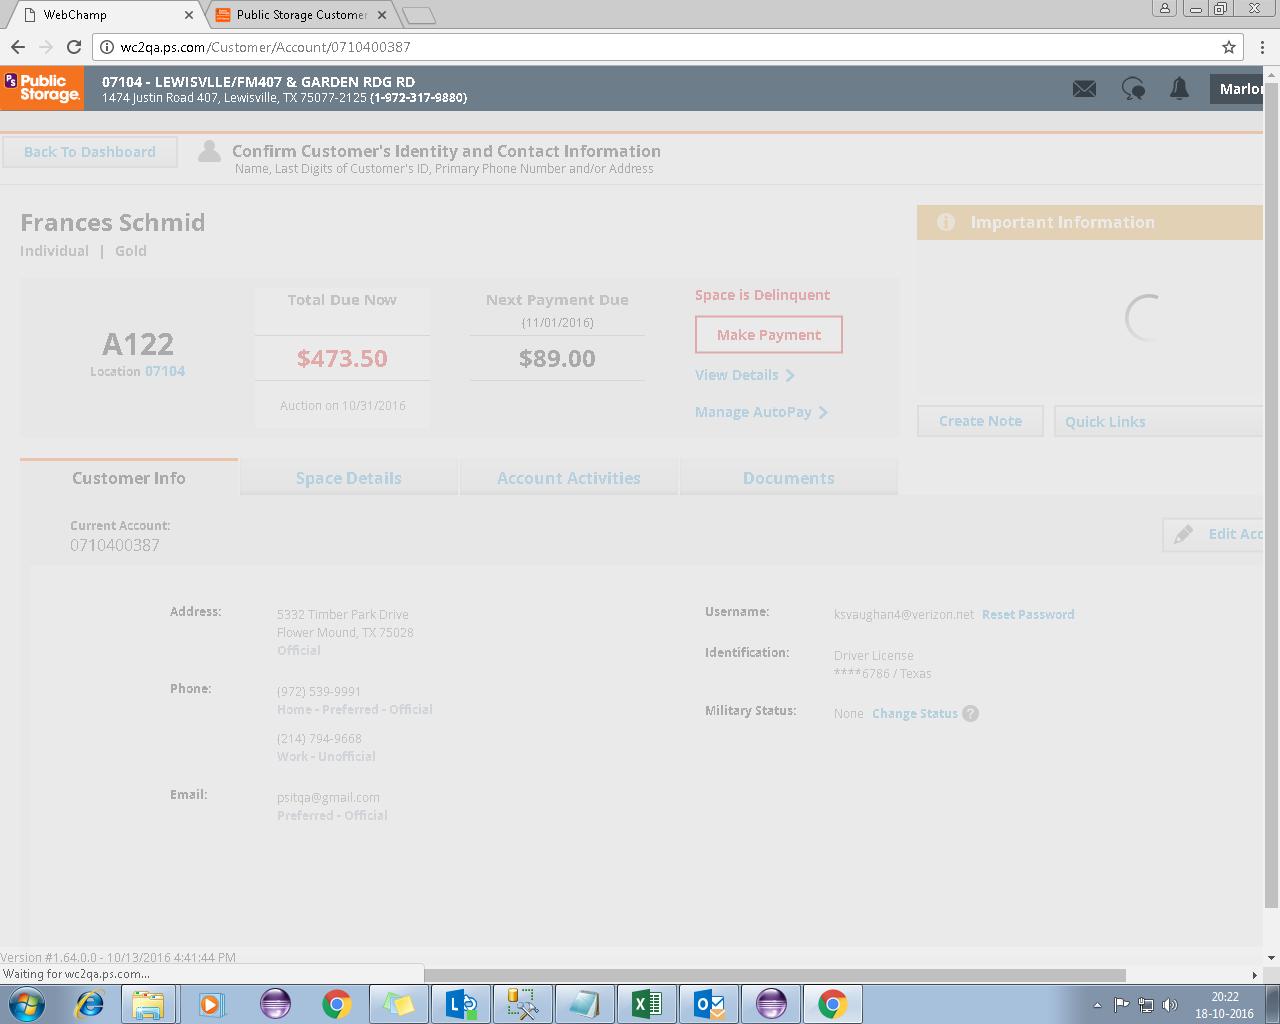 WebChamp
Public Storage Customer
wc2qa.ps.com/Customer/Account/0710400387
PS Public Storage.
07104 - LEWISVLLE/FM407 & GARDEN RDG RD
1474 Justin Road 407, Lewisville, TX 75077-2125 (1-972-317-9880)
Marlon
Back To Dashboard
Confirm Customer's Identity and Contact Information
Name, Last Digits of Customer's ID, Primary Phone Number and/or Address
Frances Schmid
Individual | Gold
Important Information
A122
Location 07104
Total Due Now
$473.50
Auction on 10/31/2016
Next Payment Due
(11/01/2016)
$89.00
Space is Delinquent
Make Payment
View Details
Manage AutoPay
Create Note
Quick Links
Customer Info
Space Details
Account Activities
Documents
Current Account:
0710400387
Edit Acc
Address:
5332 Timber Park Drive
Flower Mound, TX 75028
Official
Phone:
(972) 539-9991
Home - Preferred - Official
(214) 794-9668
Work - Unofficial
Email:
psitqa@gmail.com
Preferred - Official
Username:
ksvaughan4@verizon.net Reset Password
Identification:
Driver License
****6786 / Texas
Military Status:
None Change Status ?
Version #1.64.0.0 - 10/13/2016 4:41:44 PM
Waiting for wc2qa.ps.com...
20:22
18-10-2016